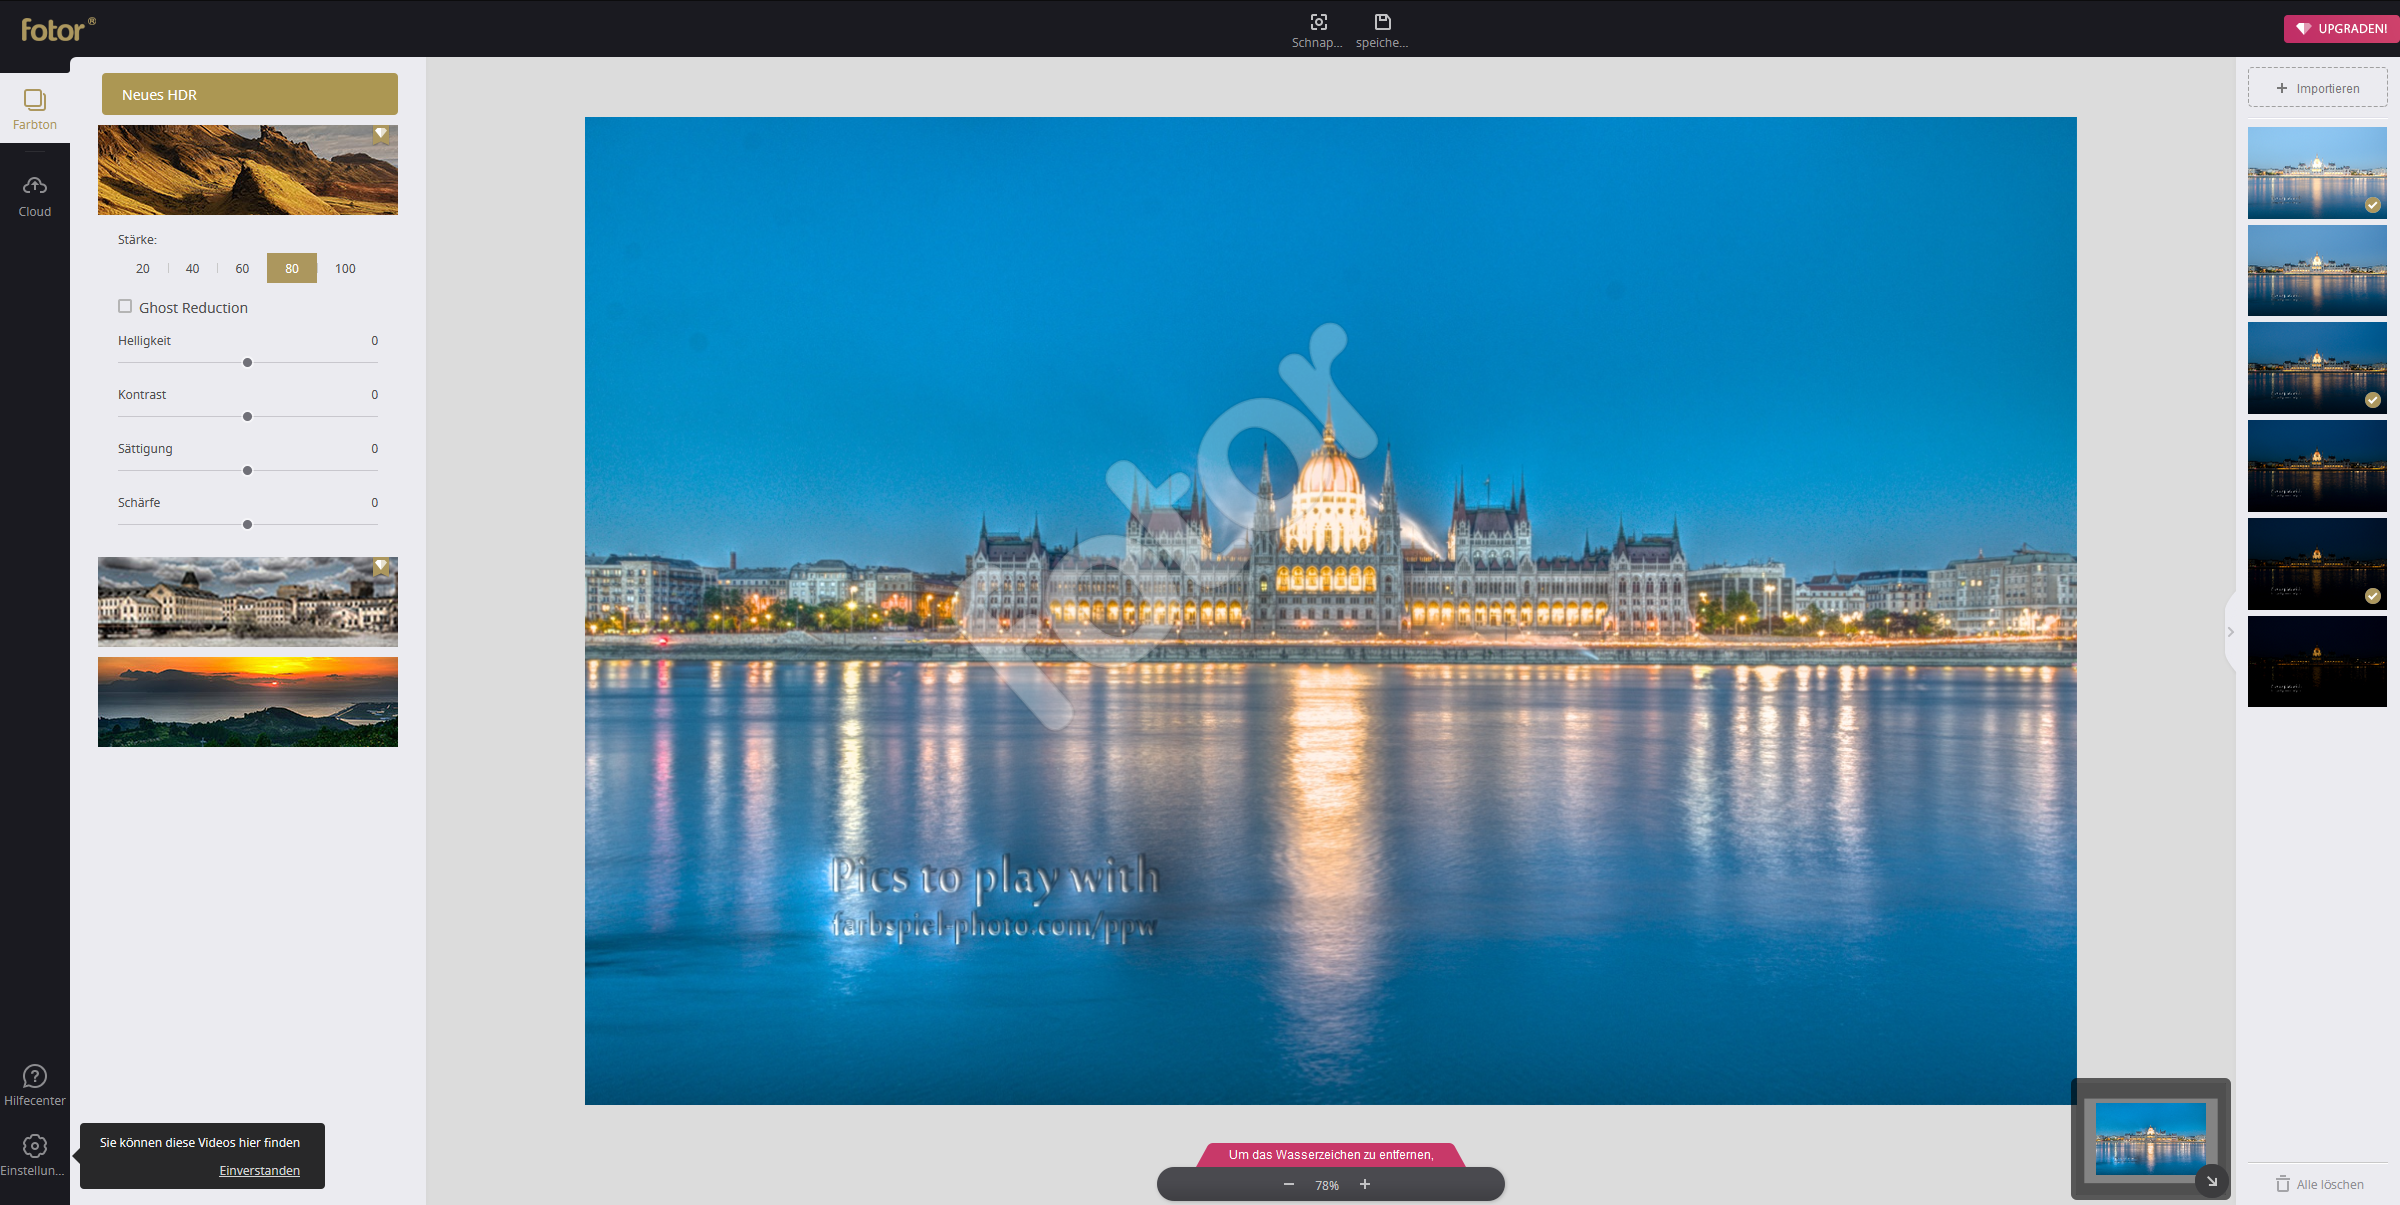 fotor®
Schnap...
speiche...
UPGRADEN!
Farbton
Cloud
Neues HDR
Stärke:
20
40
60
80
100
Ghost Reduction
Helligkeit 0
Kontrast 0
Sättigung 0
Schärfe 0
Importieren
fotor
Pics to play with
farbspiel-photo.com/ppw
Hilfecenter
Einstellun...
Sie können diese Videos hier finden
Einverstanden
Um das Wasserzeichen zu entfernen,
78%
Alle löschen